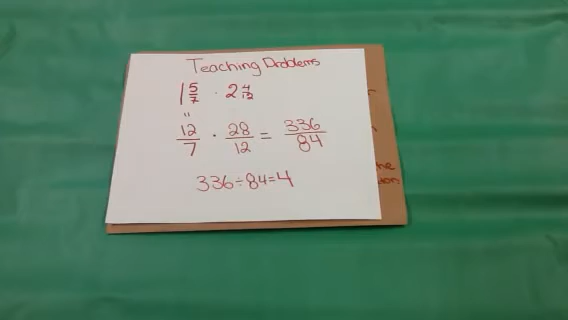 Teaching Problems
1 5/7 · 2 4/12
"
12/7 · 28/12 = 336/84
336÷84=4